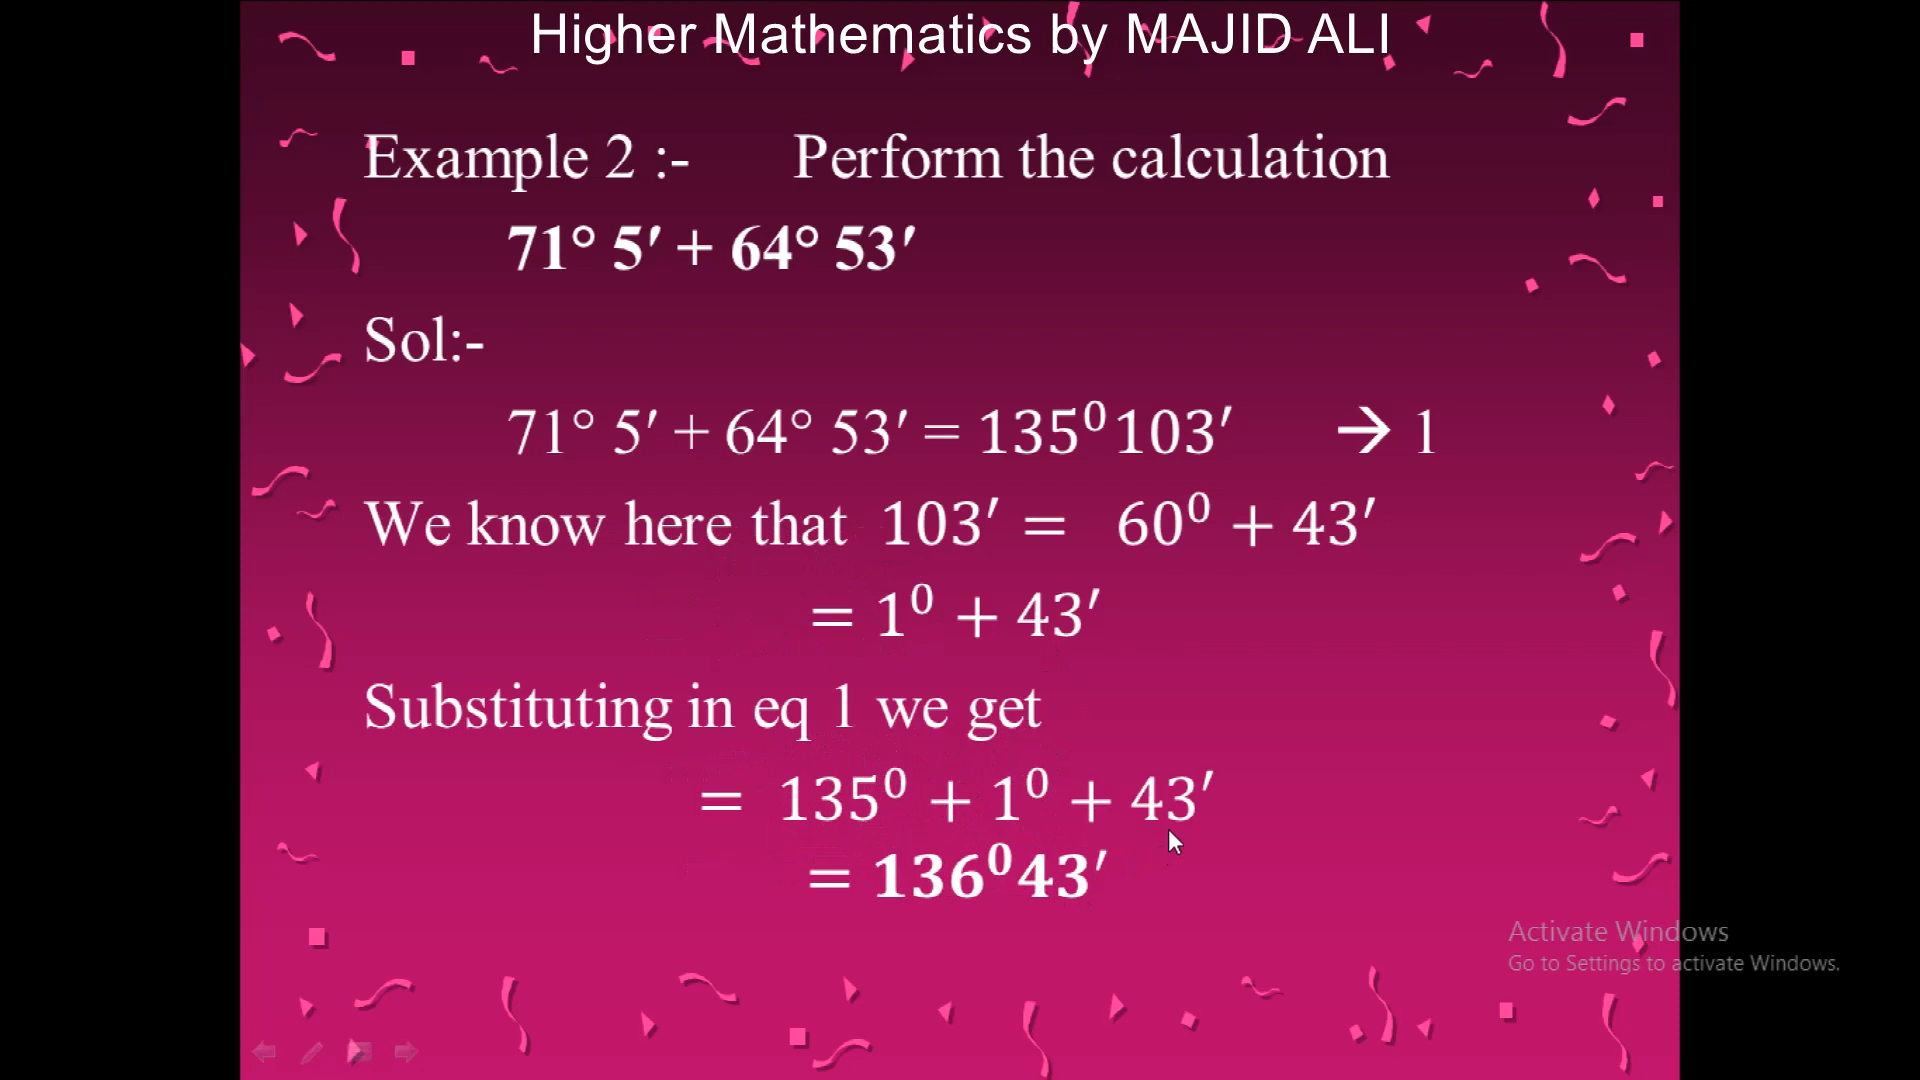 Higher Mathematics by MAJID ALI
Example 2 :- Perform the calculation
71° 5′ + 64° 53′
Sol:-
71° 5′ + 64° 53′ = 135⁰103′ → 1
We know here that 103′ = 60⁰ + 43′
= 1⁰ + 43′
Substituting in eq 1 we get
= 135⁰ + 1⁰ + 43′
= 136⁰43′
Activate Windows
Go to Settings to activate Windows.